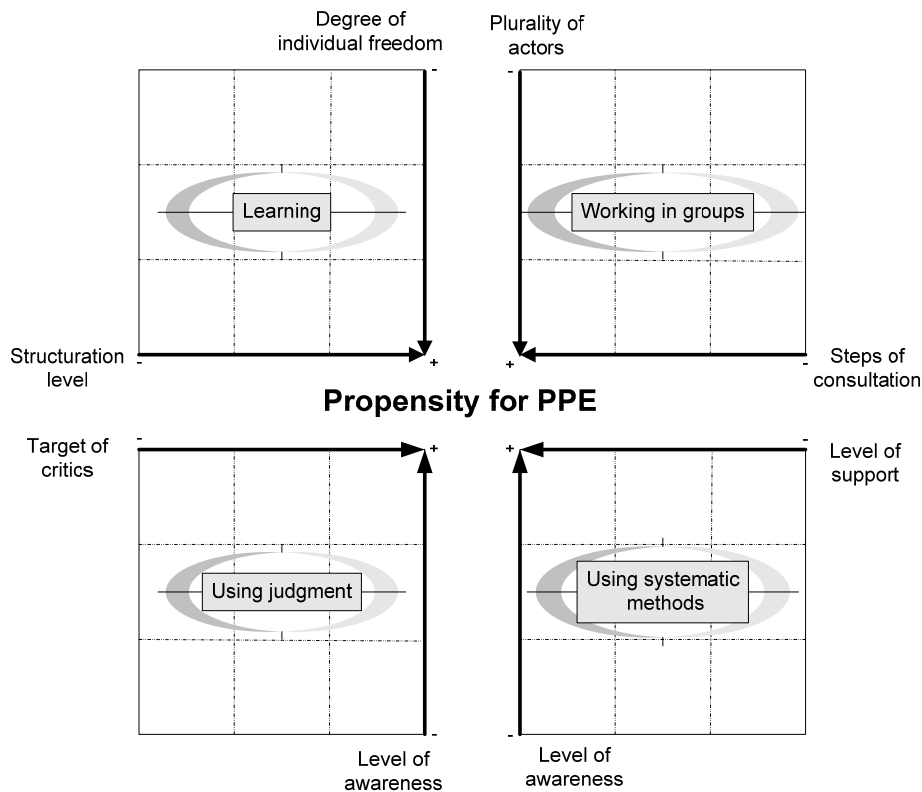 Degree of
individual freedom
Plurality of
actors
-
-
Learning
Working in groups
Structuration
level
-
+
+
-
Steps of
consultation
Propensity for PPE
Target of
critics
-
+
+
-
Level of
support
Using judgment
Using systematic
methods
-
-
Level of
awareness
Level of
awareness